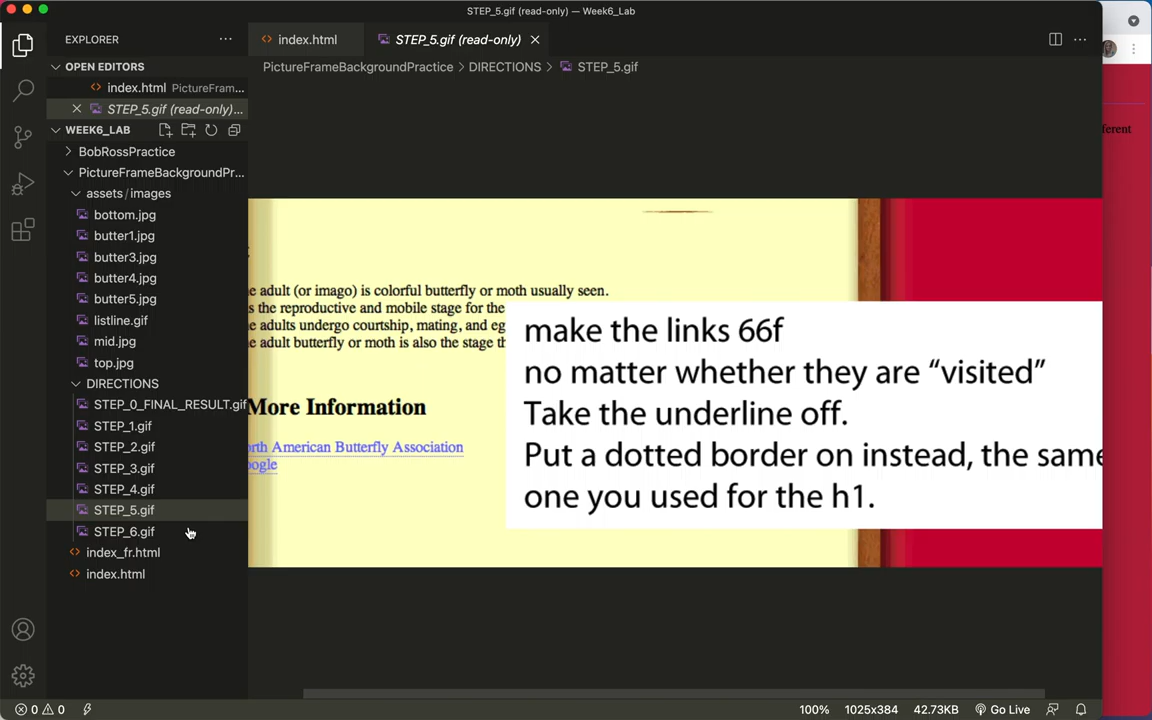 STEP_5.gif (read-only) — Week6_Lab
EXPLORER
index.html
STEP_5.gif (read-only)
OPEN EDITORS
PictureFrameBackgroundPractice > DIRECTIONS > STEP_5.gif
index.html PictureFram...
STEP_5.gif (read-only)...
WEEK6_LAB
ferent
BobRossPractice
PictureFrameBackgroundPr...
assets/images
bottom.jpg
butter1.jpg
butter3.jpg
butter4.jpg
butter5.jpg
listline.gif
mid.jpg
top.jpg
DIRECTIONS
STEP_0_FINAL_RESULT.gif
STEP_1.gif
STEP_2.gif
STEP_3.gif
STEP_4.gif
STEP_5.gif
STEP_6.gif
index_fr.html
index.html
e adult (or imago) is colorful butterfly or moth usually seen.
s the reproductive and mobile stage for the
e adults undergo courtship, mating, and eg
e adult butterfly or moth is also the stage th
More Information
rth American Butterfly Association
ogle
make the links 66f
no matter whether they are “visited”
Take the underline off.
Put a dotted border on instead, the same
one you used for the h1.
0 0
100% 1025x384 42.73KB Go Live